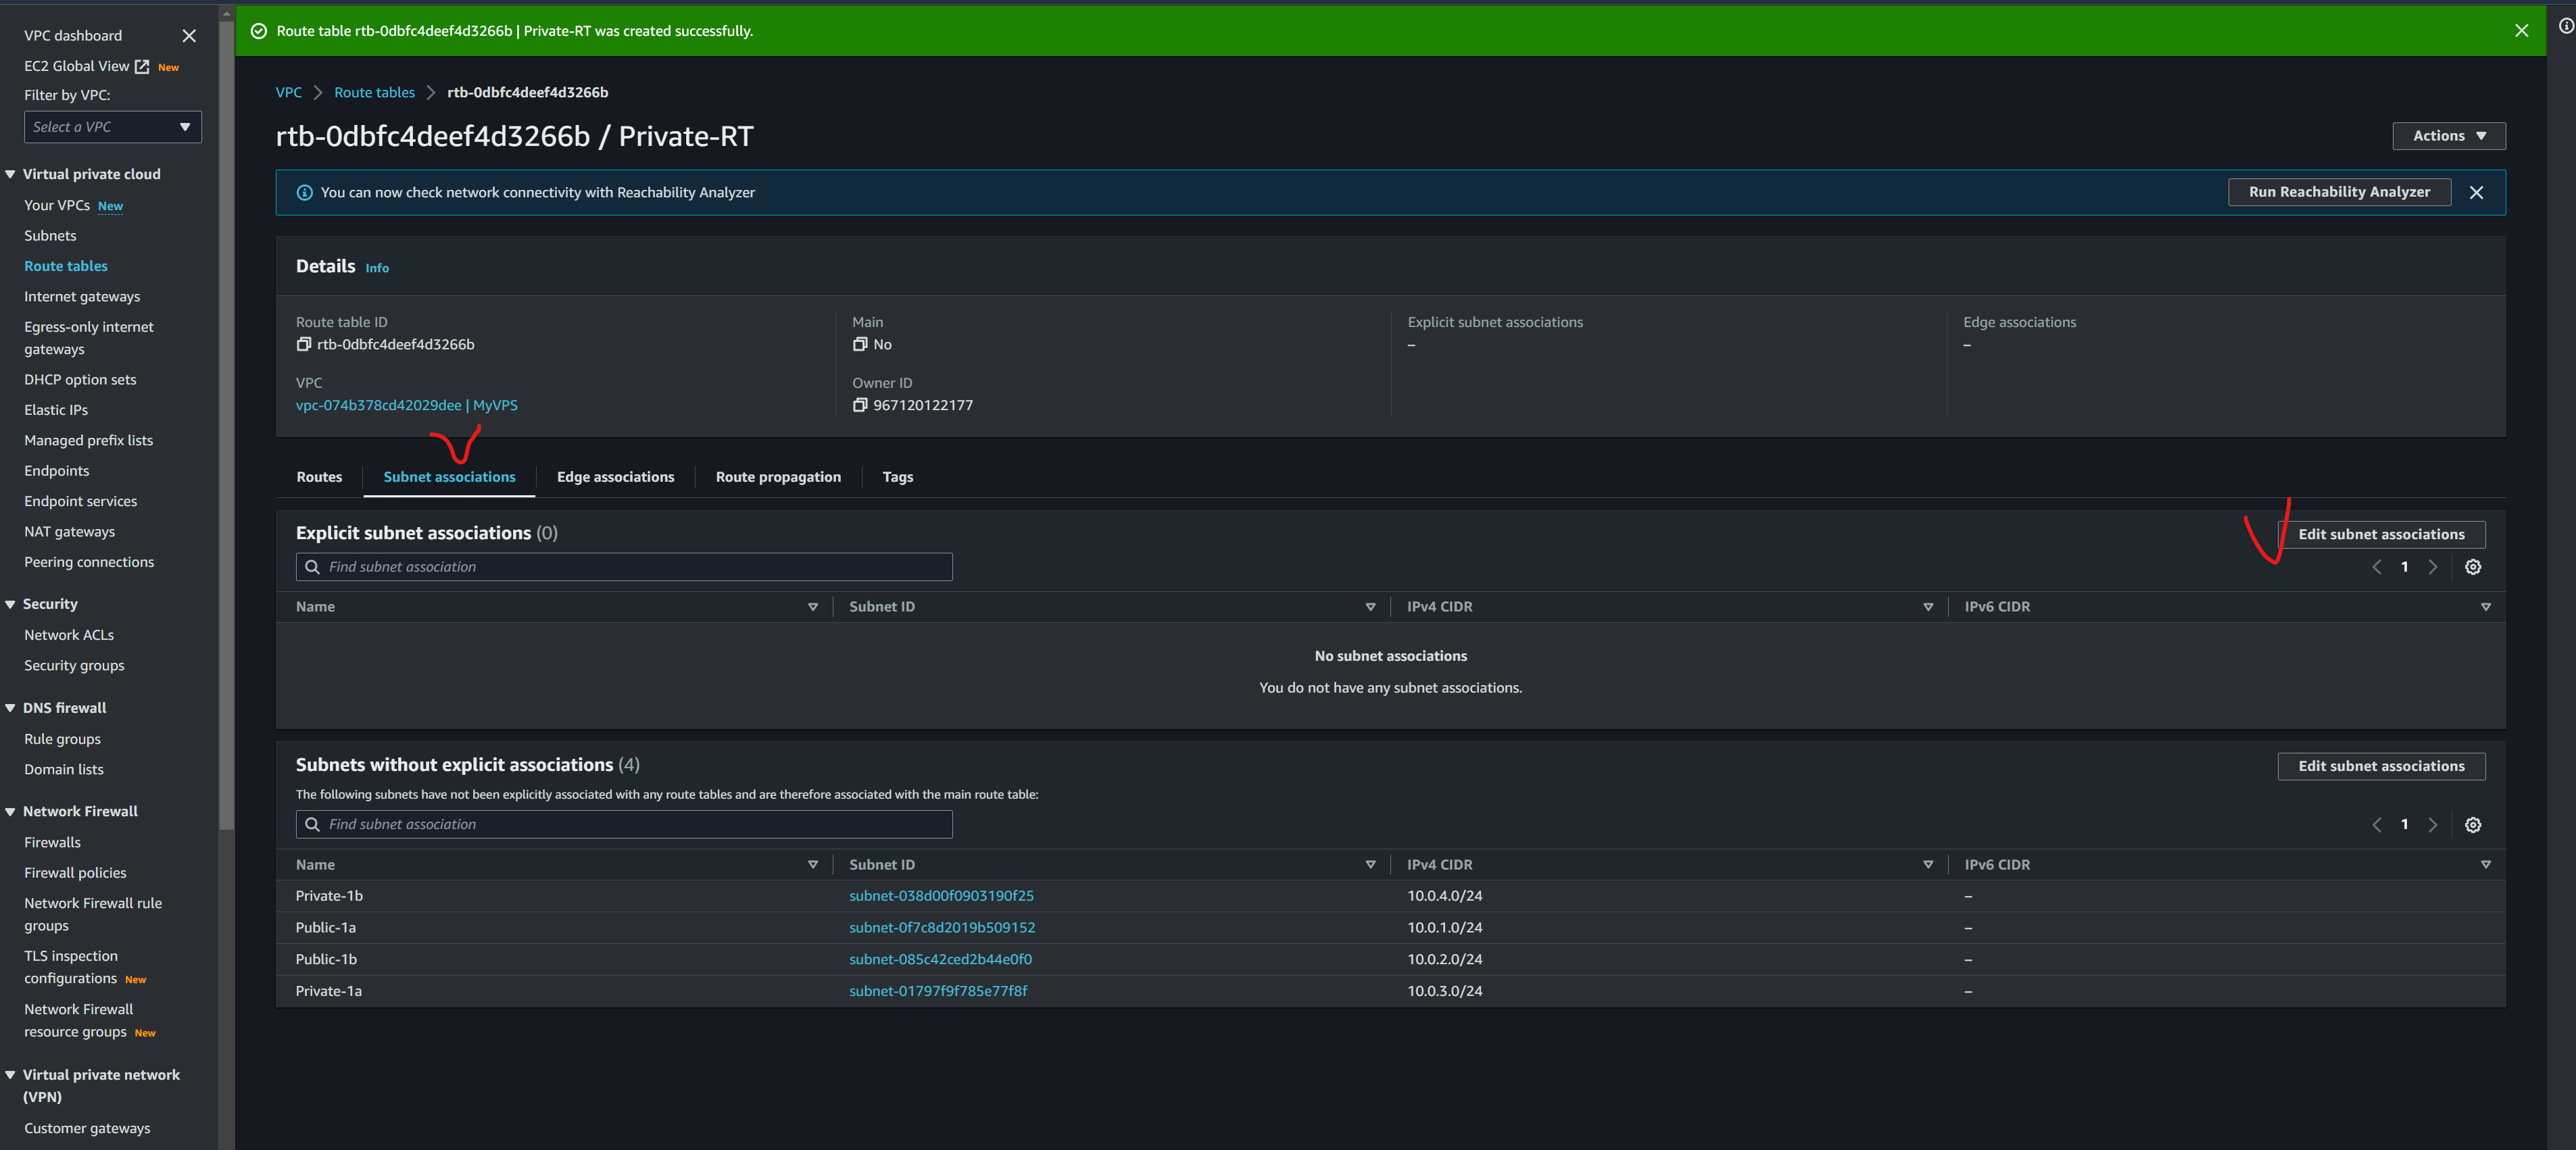 VPC dashboard
EC2 Global View New
Filter by VPC:
Select a VPC
Virtual private cloud
Your VPCs New
Subnets
Route tables
Internet gateways
Egress-only internet
gateways
DHCP option sets
Elastic IPs
Managed prefix lists
Endpoints
Endpoint services
NAT gateways
Peering connections
Security
Network ACLs
Security groups
DNS firewall
Rule groups
Domain lists
Network Firewall
Firewalls
Firewall policies
Network Firewall rule
groups
TLS inspection
configurations New
Network Firewall
resource groups New
Virtual private network
(VPN)
Customer gateways
Route table rtb-0dbfc4deef4d3266b | Private-RT was created successfully.
VPC Route tables rtb-0dbfc4deef4d3266b
rtb-0dbfc4deef4d3266b / Private-RT
Actions
You can now check network connectivity with Reachability Analyzer
Run Reachability Analyzer
Details Info
Route table ID
rtb-0dbfc4deef4d3266b
VPC
vpc-074b378cd42029dee | MyVPS
Main
No
Owner ID
967120122177
Explicit subnet associations
–
Edge associations
–
Routes Subnet associations Edge associations Route propagation Tags
Explicit subnet associations (0)
Edit subnet associations
Find subnet association
1
Name Subnet ID IPv4 CIDR IPv6 CIDR
No subnet associations
You do not have any subnet associations.
Subnets without explicit associations (4)
Edit subnet associations
The following subnets have not been explicitly associated with any route tables and are therefore associated with the main route table:
Find subnet association
1
Name Subnet ID IPv4 CIDR IPv6 CIDR
Private-1b subnet-038d00f0903190f25 10.0.4.0/24 –
Public-1a subnet-0f7c8d2019b509152 10.0.1.0/24 –
Public-1b subnet-085c42ced2b44e0f0 10.0.2.0/24 –
Private-1a subnet-01797f9f785e77f8f 10.0.3.0/24 –